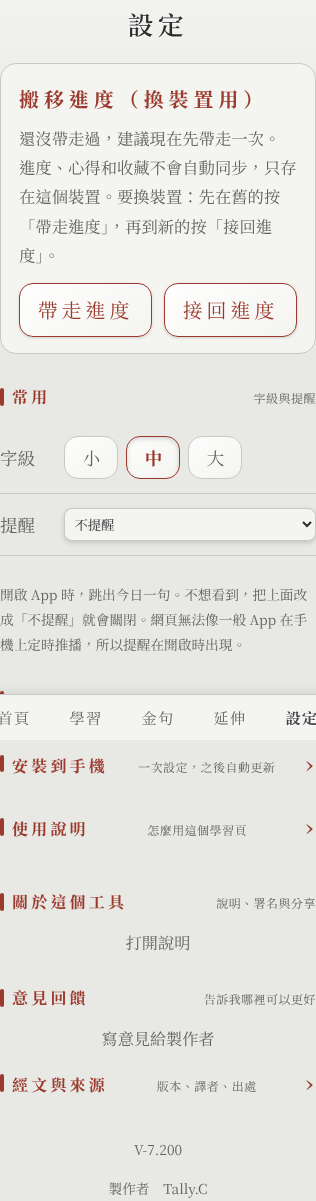 設定
搬移進度（換裝置用）
還沒帶走過，建議現在先帶走一次。
進度、心得和收藏不會自動同步，只存
在這個裝置。要換裝置：先在舊的按
「帶走進度」，再到新的按「接回進
度」。
帶走進度 接回進度
常用 字級與提醒
字級 小 中 大
提醒 不提醒
開啟 App 時，跳出今日一句。不想看到，把上面改
成「不提醒」就會關閉。網頁無法像一般 App 在手
機上定時推播，所以提醒在開啟時出現。
首頁 學習 金句 延伸 設定
安裝到手機 一次設定，之後自動更新
使用說明 怎麼用這個學習頁
關於這個工具 說明、署名與分享
打開說明
意見回饋 告訴我哪裡可以更好
寫意見給製作者
經文與來源 版本、譯者、出處
V-7.200
製作者 Tally.C